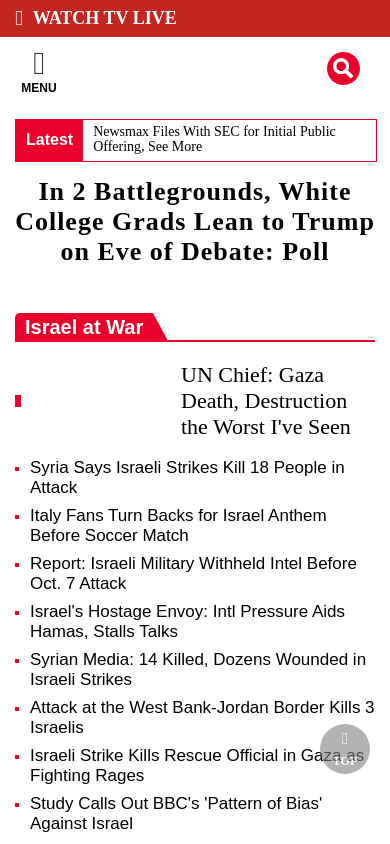 WATCH TV LIVE
MENU
Latest
Newsmax Files With SEC for Initial Public
Offering, See More
In 2 Battlegrounds, White
College Grads Lean to Trump
on Eve of Debate: Poll
Israel at War
UN Chief: Gaza
Death, Destruction
the Worst I've Seen
Syria Says Israeli Strikes Kill 18 People in
Attack
Italy Fans Turn Backs for Israel Anthem
Before Soccer Match
Report: Israeli Military Withheld Intel Before
Oct. 7 Attack
Israel's Hostage Envoy: Intl Pressure Aids
Hamas, Stalls Talks
Syrian Media: 14 Killed, Dozens Wounded in
Israeli Strikes
Attack at the West Bank-Jordan Border Kills 3
Israelis
Israeli Strike Kills Rescue Official in Gaza as
Fighting Rages
TOP
Study Calls Out BBC's 'Pattern of Bias'
Against Israel